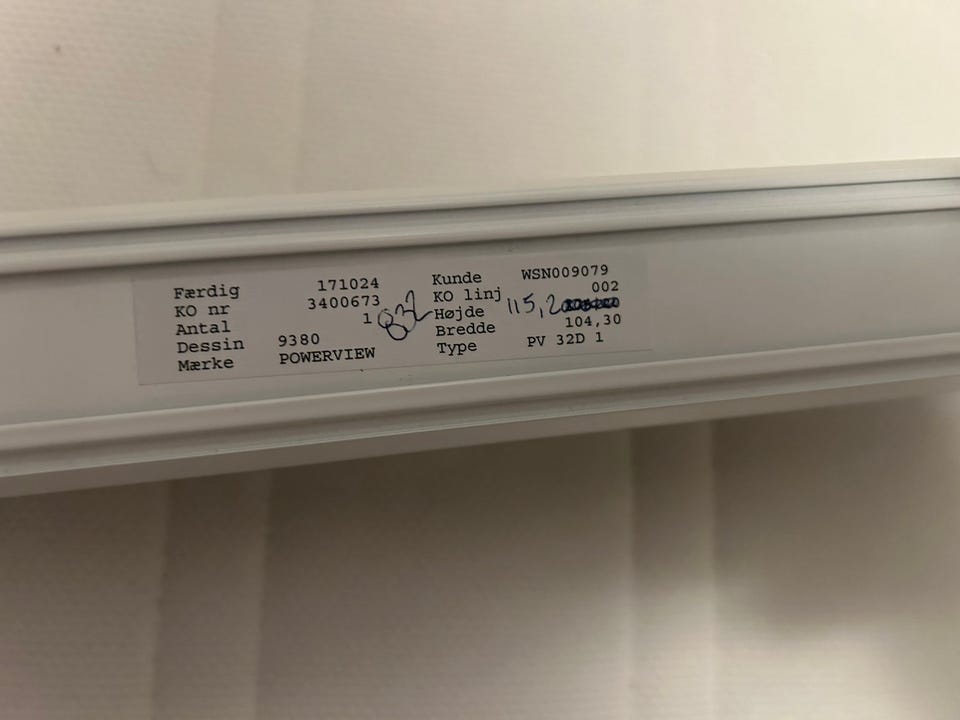 Færdig 171024 Kunde WSN009079
KO nr 3400673 KO linj 002
Antal 1 832 Højde 115,2
Dessin 9380 Bredde 104,30
Mærke POWERVIEW Type PV 32D 1